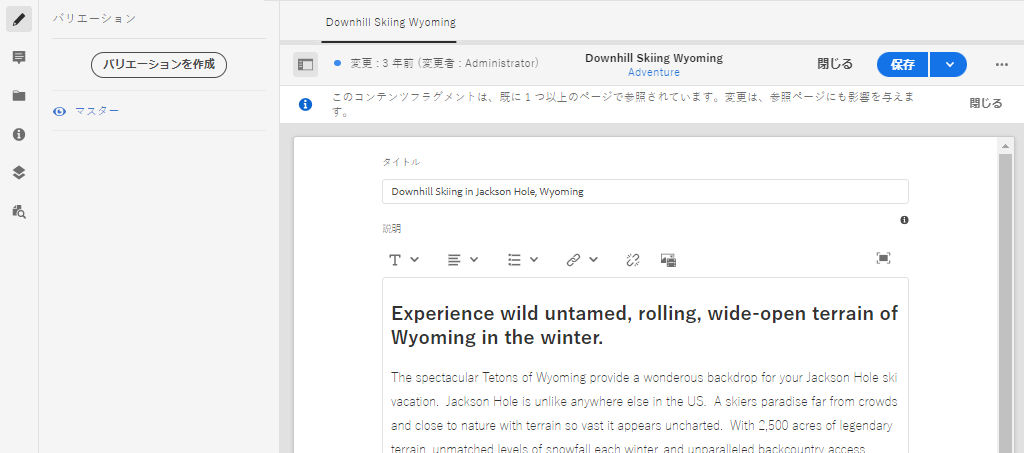 バリエーション
バリエーションを作成
マスター
Downhill Skiing Wyoming
変更 : 3 年前 (変更者 : Administrator)
Downhill Skiing Wyoming
Adventure
閉じる
保存
このコンテンツフラグメントは、既に 1 つ以上のページで参照されています。変更は、参照ページにも影響を与えま
す。
閉じる
タイトル
Downhill Skiing in Jackson Hole, Wyoming
説明
Experience wild untamed, rolling, wide-open terrain of
Wyoming in the winter.
The spectacular Tetons of Wyoming provide a wonderous backdrop for your Jackson Hole ski
vacation. Jackson Hole is unlike anywhere else in the US. A skiers paradise far from crowds
and close to nature with terrain so vast it appears uncharted. With 2,500 acres of legendary
terrain, unmatched levels of snowfall each winter, and unparalleled backcountry access,